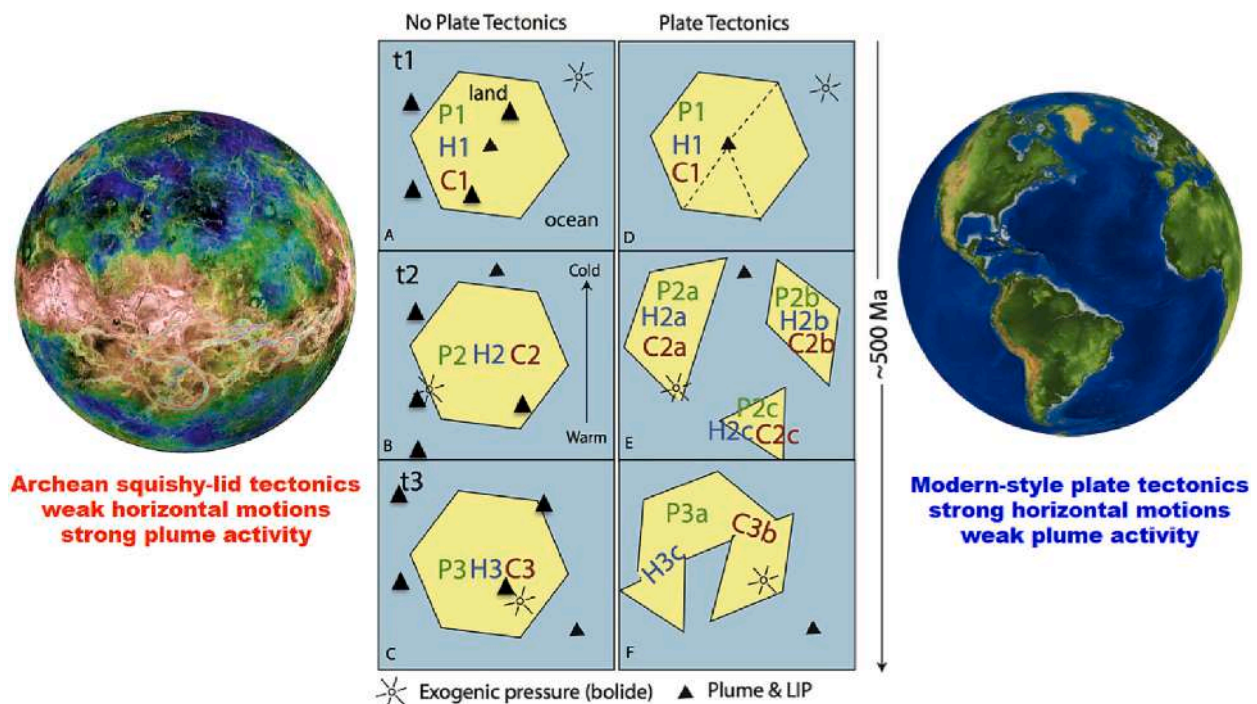 No Plate Tectonics
Plate Tectonics
t1
land
P1
H1
C1
ocean
A
P1
H1
C1
D
t2
Cold
P2 H2 C2
Warm
B
P2a
H2a
C2a
P2b
H2b
C2b
P2c
H2c C2c
E
t3
P3 H3 C3
C
P3a
C3b
H3c
F
~500 Ma
Archean squishy-lid tectonics
weak horizontal motions
strong plume activity
Modern-style plate tectonics
strong horizontal motions
weak plume activity
Exogenic pressure (bolide)
Plume & LIP